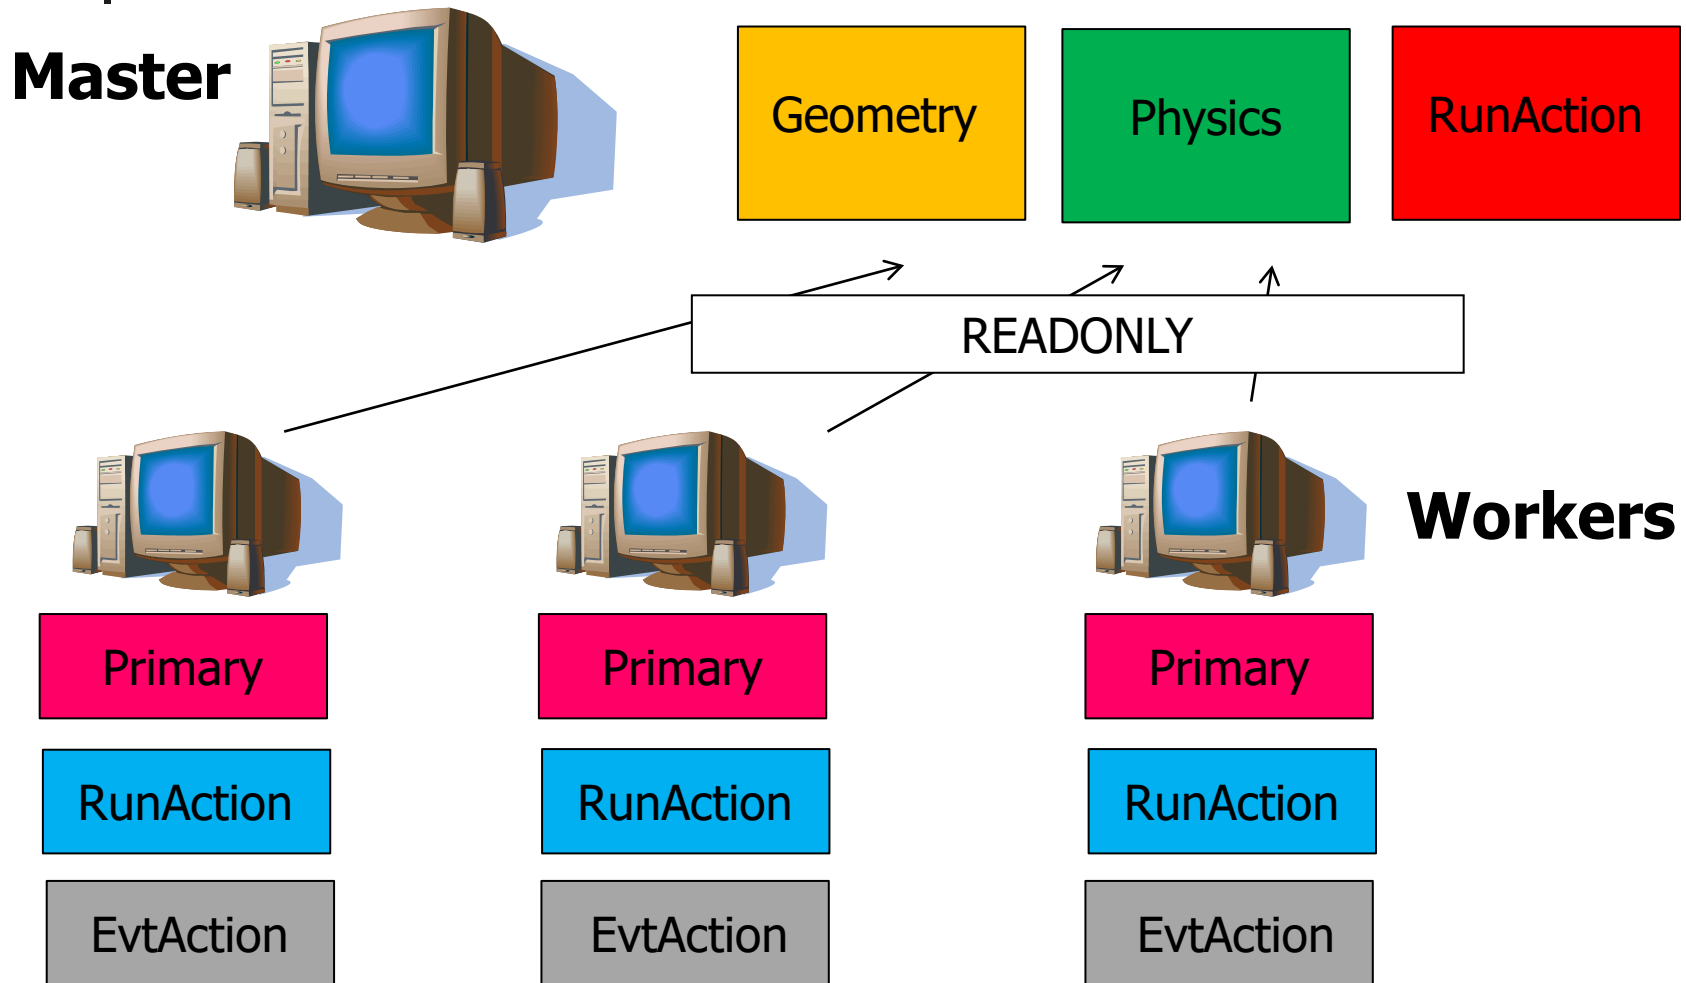 Master
Geometry
Physics
RunAction
READONLY
Workers
Primary
Primary
Primary
RunAction
RunAction
RunAction
EvtAction
EvtAction
EvtAction